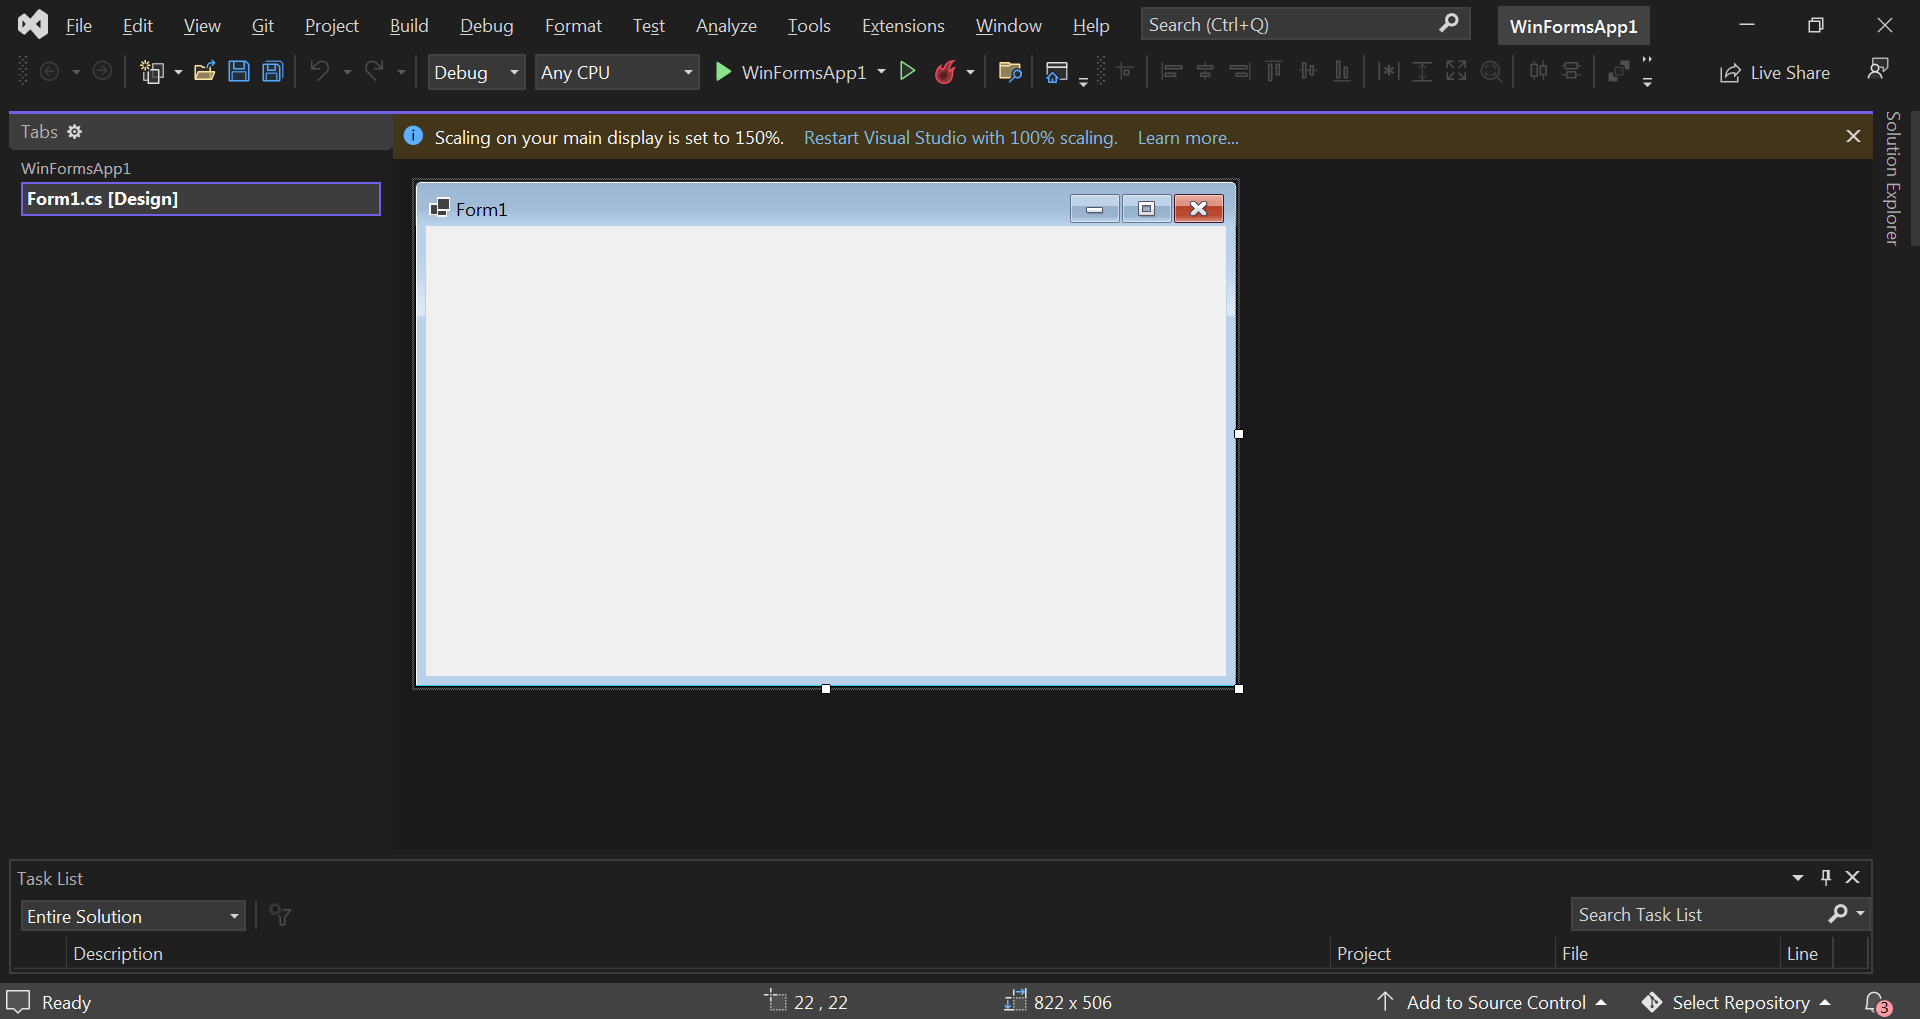 File Edit View Git Project Build Debug Format Test Analyze Tools Extensions Window Help Search (Ctrl+Q) WinFormsApp1
Debug Any CPU WinFormsApp1 Live Share
Tabs
Scaling on your main display is set to 150%. Restart Visual Studio with 100% scaling. Learn more...
Solution Explorer
WinFormsApp1
Form1.cs [Design]
Form1
Task List
Entire Solution Search Task List
Description Project File Line
Ready 22 , 22 822 x 506 Add to Source Control Select Repository 3